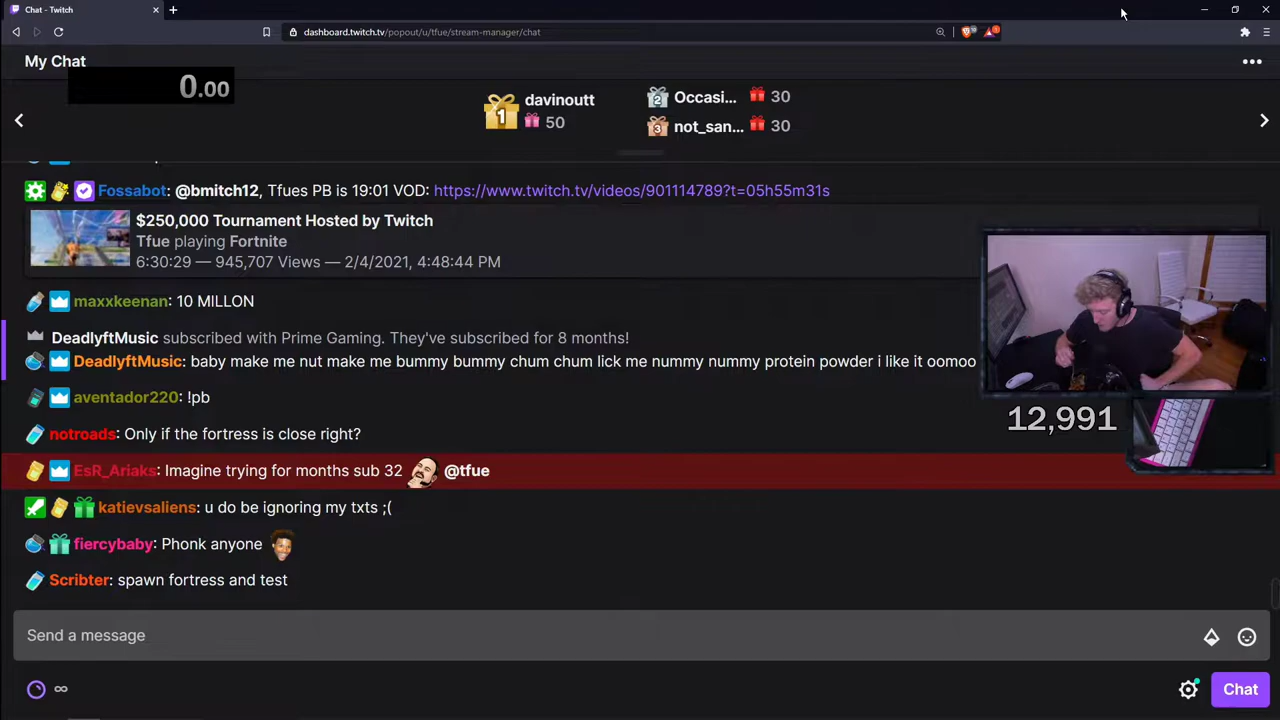 Chat - Twitch
dashboard.twitch.tv/popout/u/tfue/stream-manager/chat
My Chat
0.00
1 davinoutt 50
2 Occasi... 30
3 not_san... 30
Fossabot: @bmitch12, Tfues PB is 19:01 VOD: https://www.twitch.tv/videos/901114789?t=05h55m31s
$250,000 Tournament Hosted by Twitch
Tfue playing Fortnite
6:30:29 — 945,707 Views — 2/4/2021, 4:48:44 PM
maxxkeenan: 10 MILLON
DeadlyftMusic subscribed with Prime Gaming. They've subscribed for 8 months!
DeadlyftMusic: baby make me nut make me bummy bummy chum chum lick me nummy nummy protein powder i like it oomoo
aventador220: !pb
12,991
notroads: Only if the fortress is close right?
EsR_Ariaks: Imagine trying for months sub 32 @tfue
katievsaliens: u do be ignoring my txts ;(
fiercybaby: Phonk anyone
Scribter: spawn fortress and test
Send a message
∞
Chat